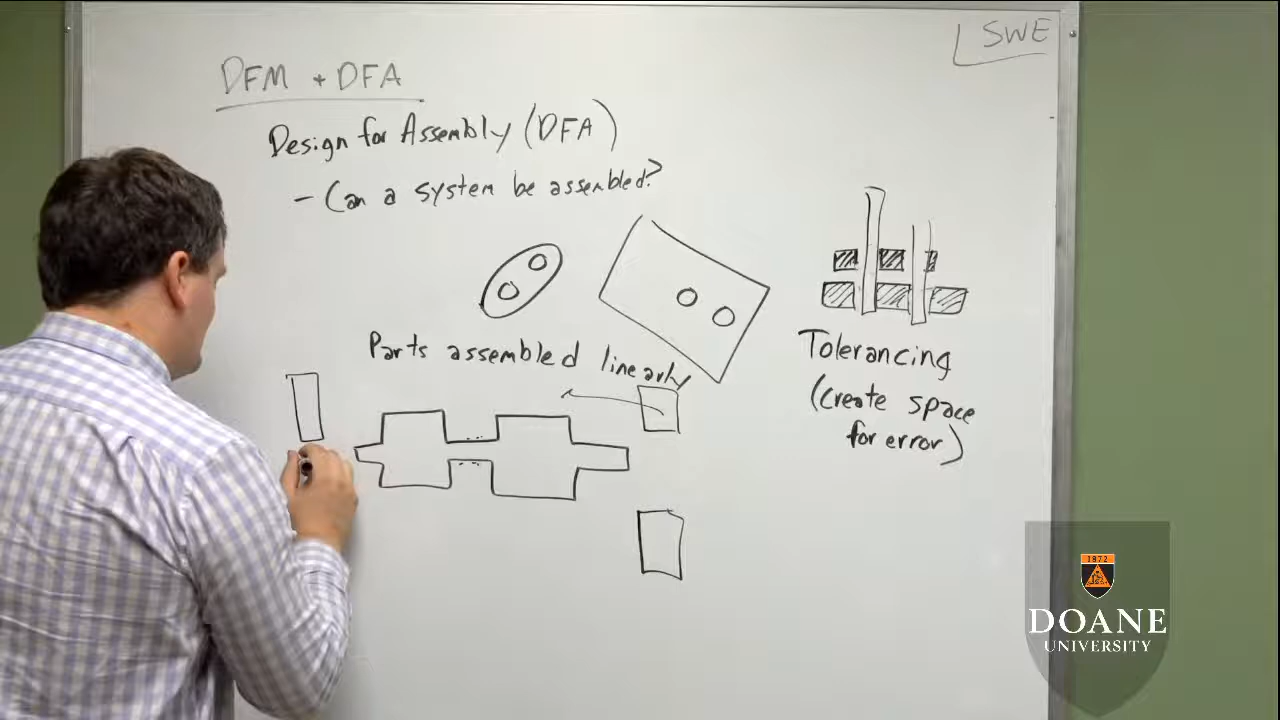 SWE
DFM + DFA
Design for Assembly (DFA)
- Can a system be assembled?
Parts assembled linearly
Tolerancing
(create space
for error)
1872
DOANE
UNIVERSITY